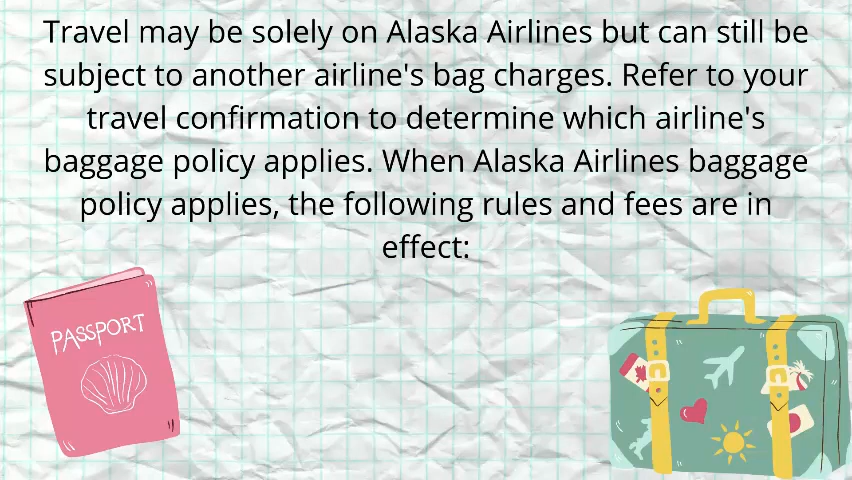 Travel may be solely on Alaska Airlines but can still be
subject to another airline's bag charges. Refer to your
travel confirmation to determine which airline's
baggage policy applies. When Alaska Airlines baggage
policy applies, the following rules and fees are in
effect:
PASSPORT